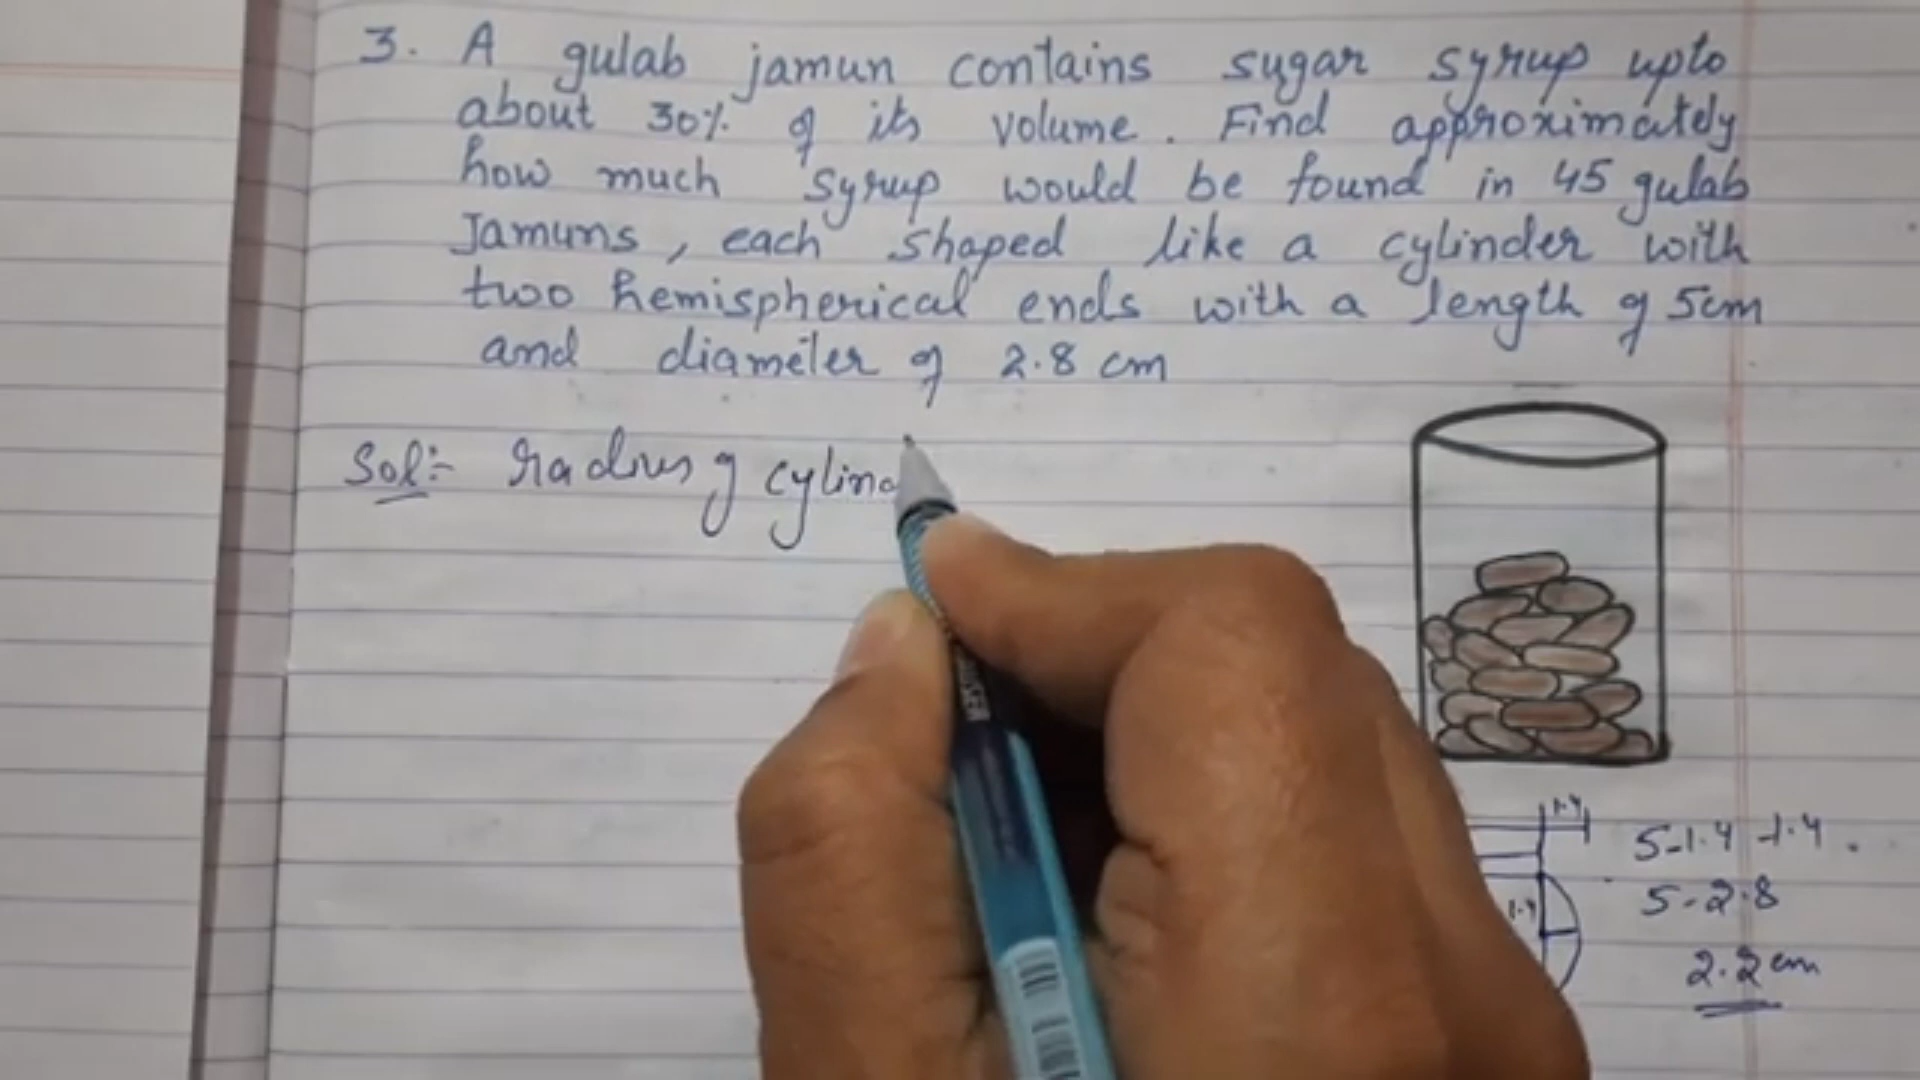 3. A gulab jamun contains sugar syrup upto
about 30% of its volume. Find approximately
how much syrup would be found in 45 gulab
Jamuns, each shaped like a cylinder with
two hemispherical ends with a length of 5cm
and diameter of 2.8 cm
Sol:- radius of cylind
1.4
5-1.4-1.4.
5-2.8
1.4
2.2cm